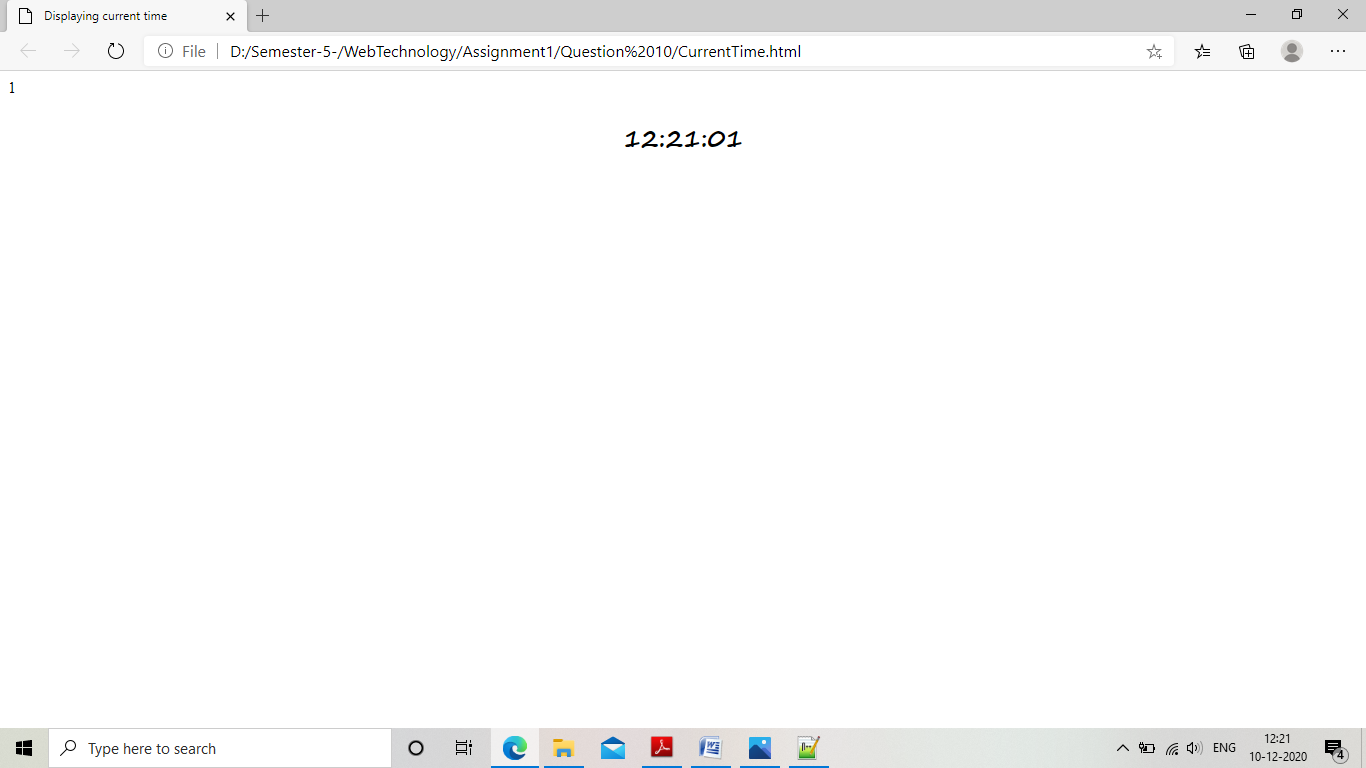 Displaying current time
File
D:/Semester-5-/WebTechnology/Assignment1/Question%2010/CurrentTime.html
1
12:21:01
Type here to search
ENG
12:21
10-12-2020
4